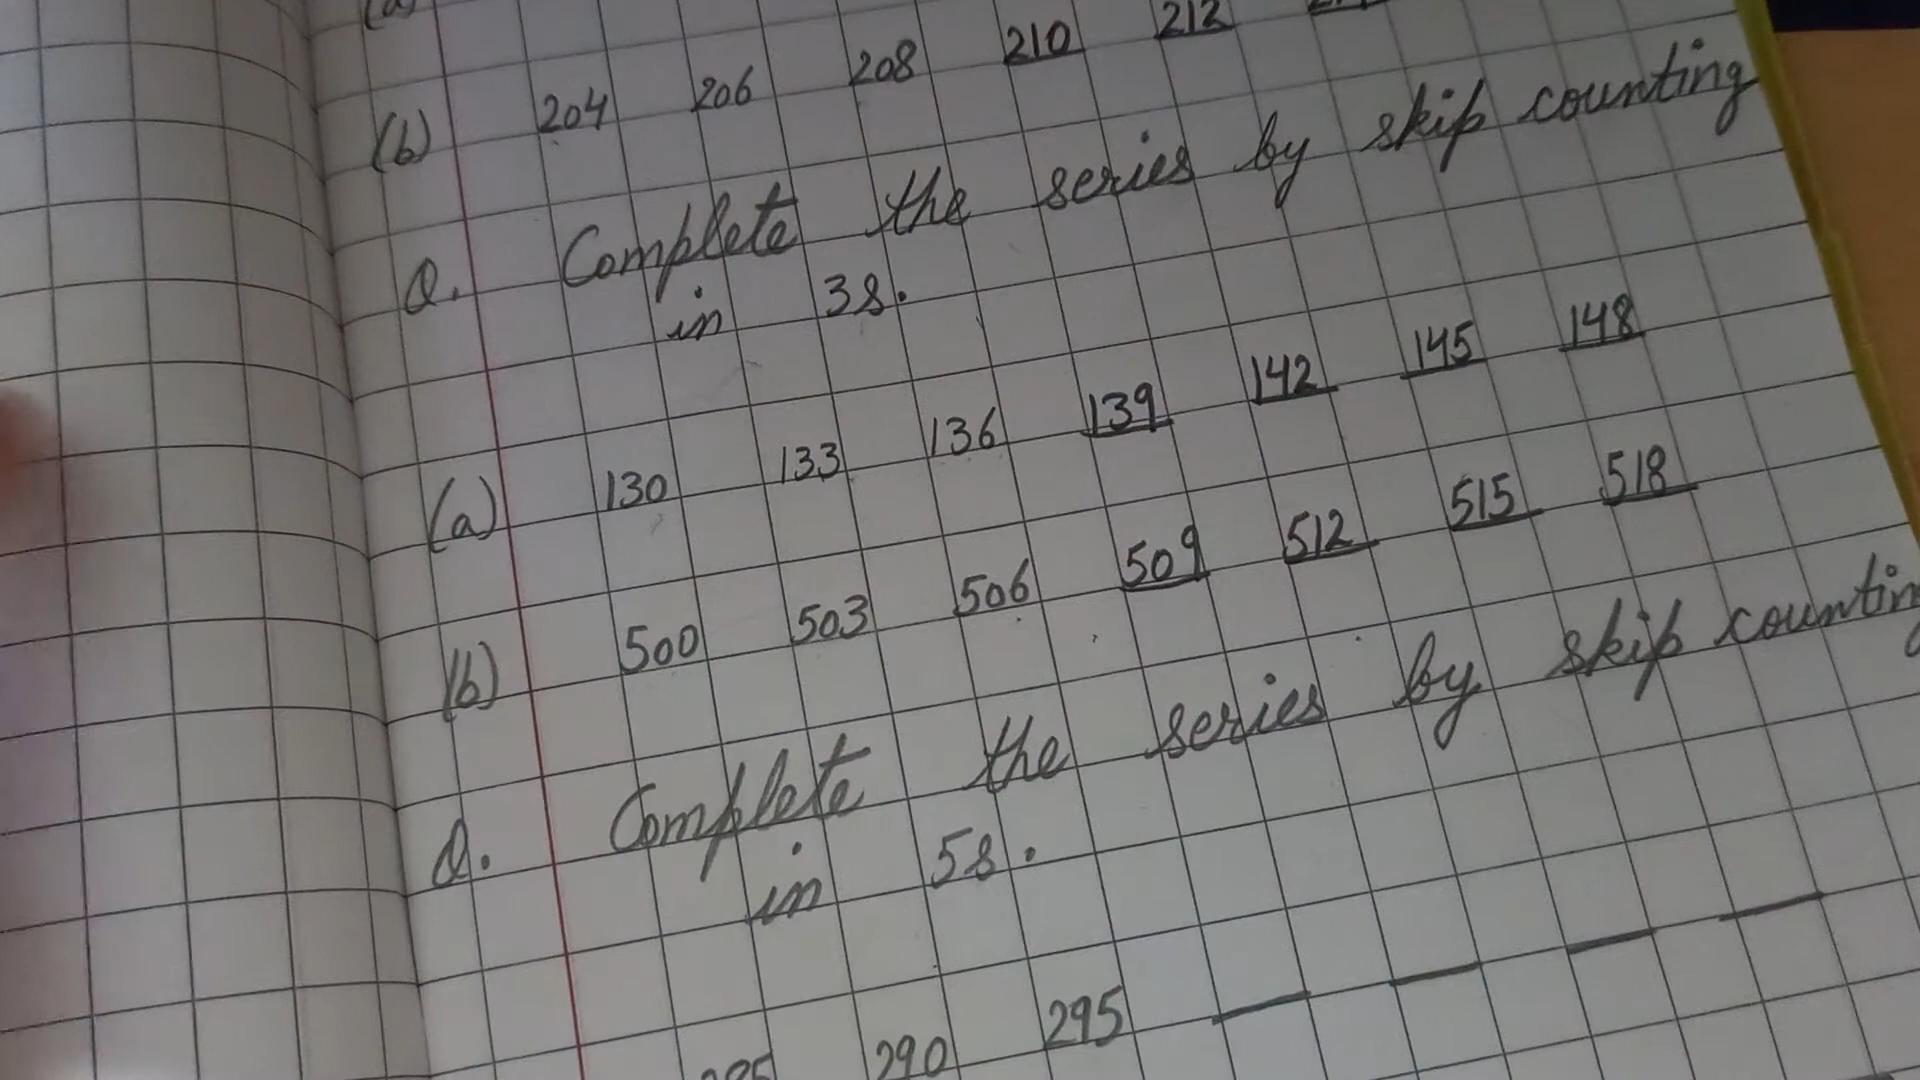 (b) 204 206 208 210 212
Q. Complete the series by skip counting
in 3s.
(a) 130 133 136 139 142 145 148
(b) 500 503 506 509 512 515 518
Q. Complete the series by skip counting
in 5s.
290 295